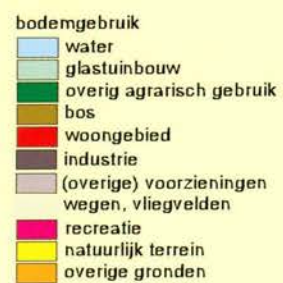 bodemgebruik
water
glastuinbouw
overig agrarisch gebruik
bos
woongebied
industrie
(overige) voorzieningen
wegen, vliegvelden
recreatie
natuurlijk terrein
overige gronden